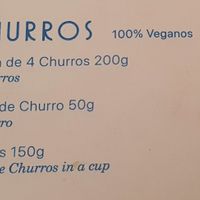 HURROS 100% Veganos
de 4 Churros 200g
rros
de Churro 50g
ro
s 150g
e Churros in a cup